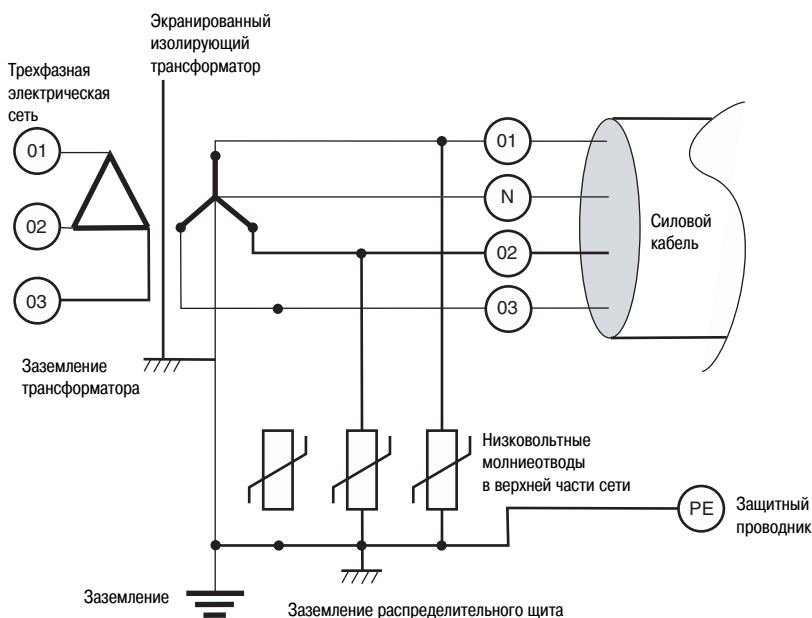 Экранированный
изолирующий
трансформатор
Трехфазная
электрическая
сеть
01
02
03
01
N
02
03
Силовой
кабель
Заземление
трансформатора
Низковольтные
молниеотводы
в верхней части сети
PE
Защитный
проводник
Заземление
Заземление распределительного щита